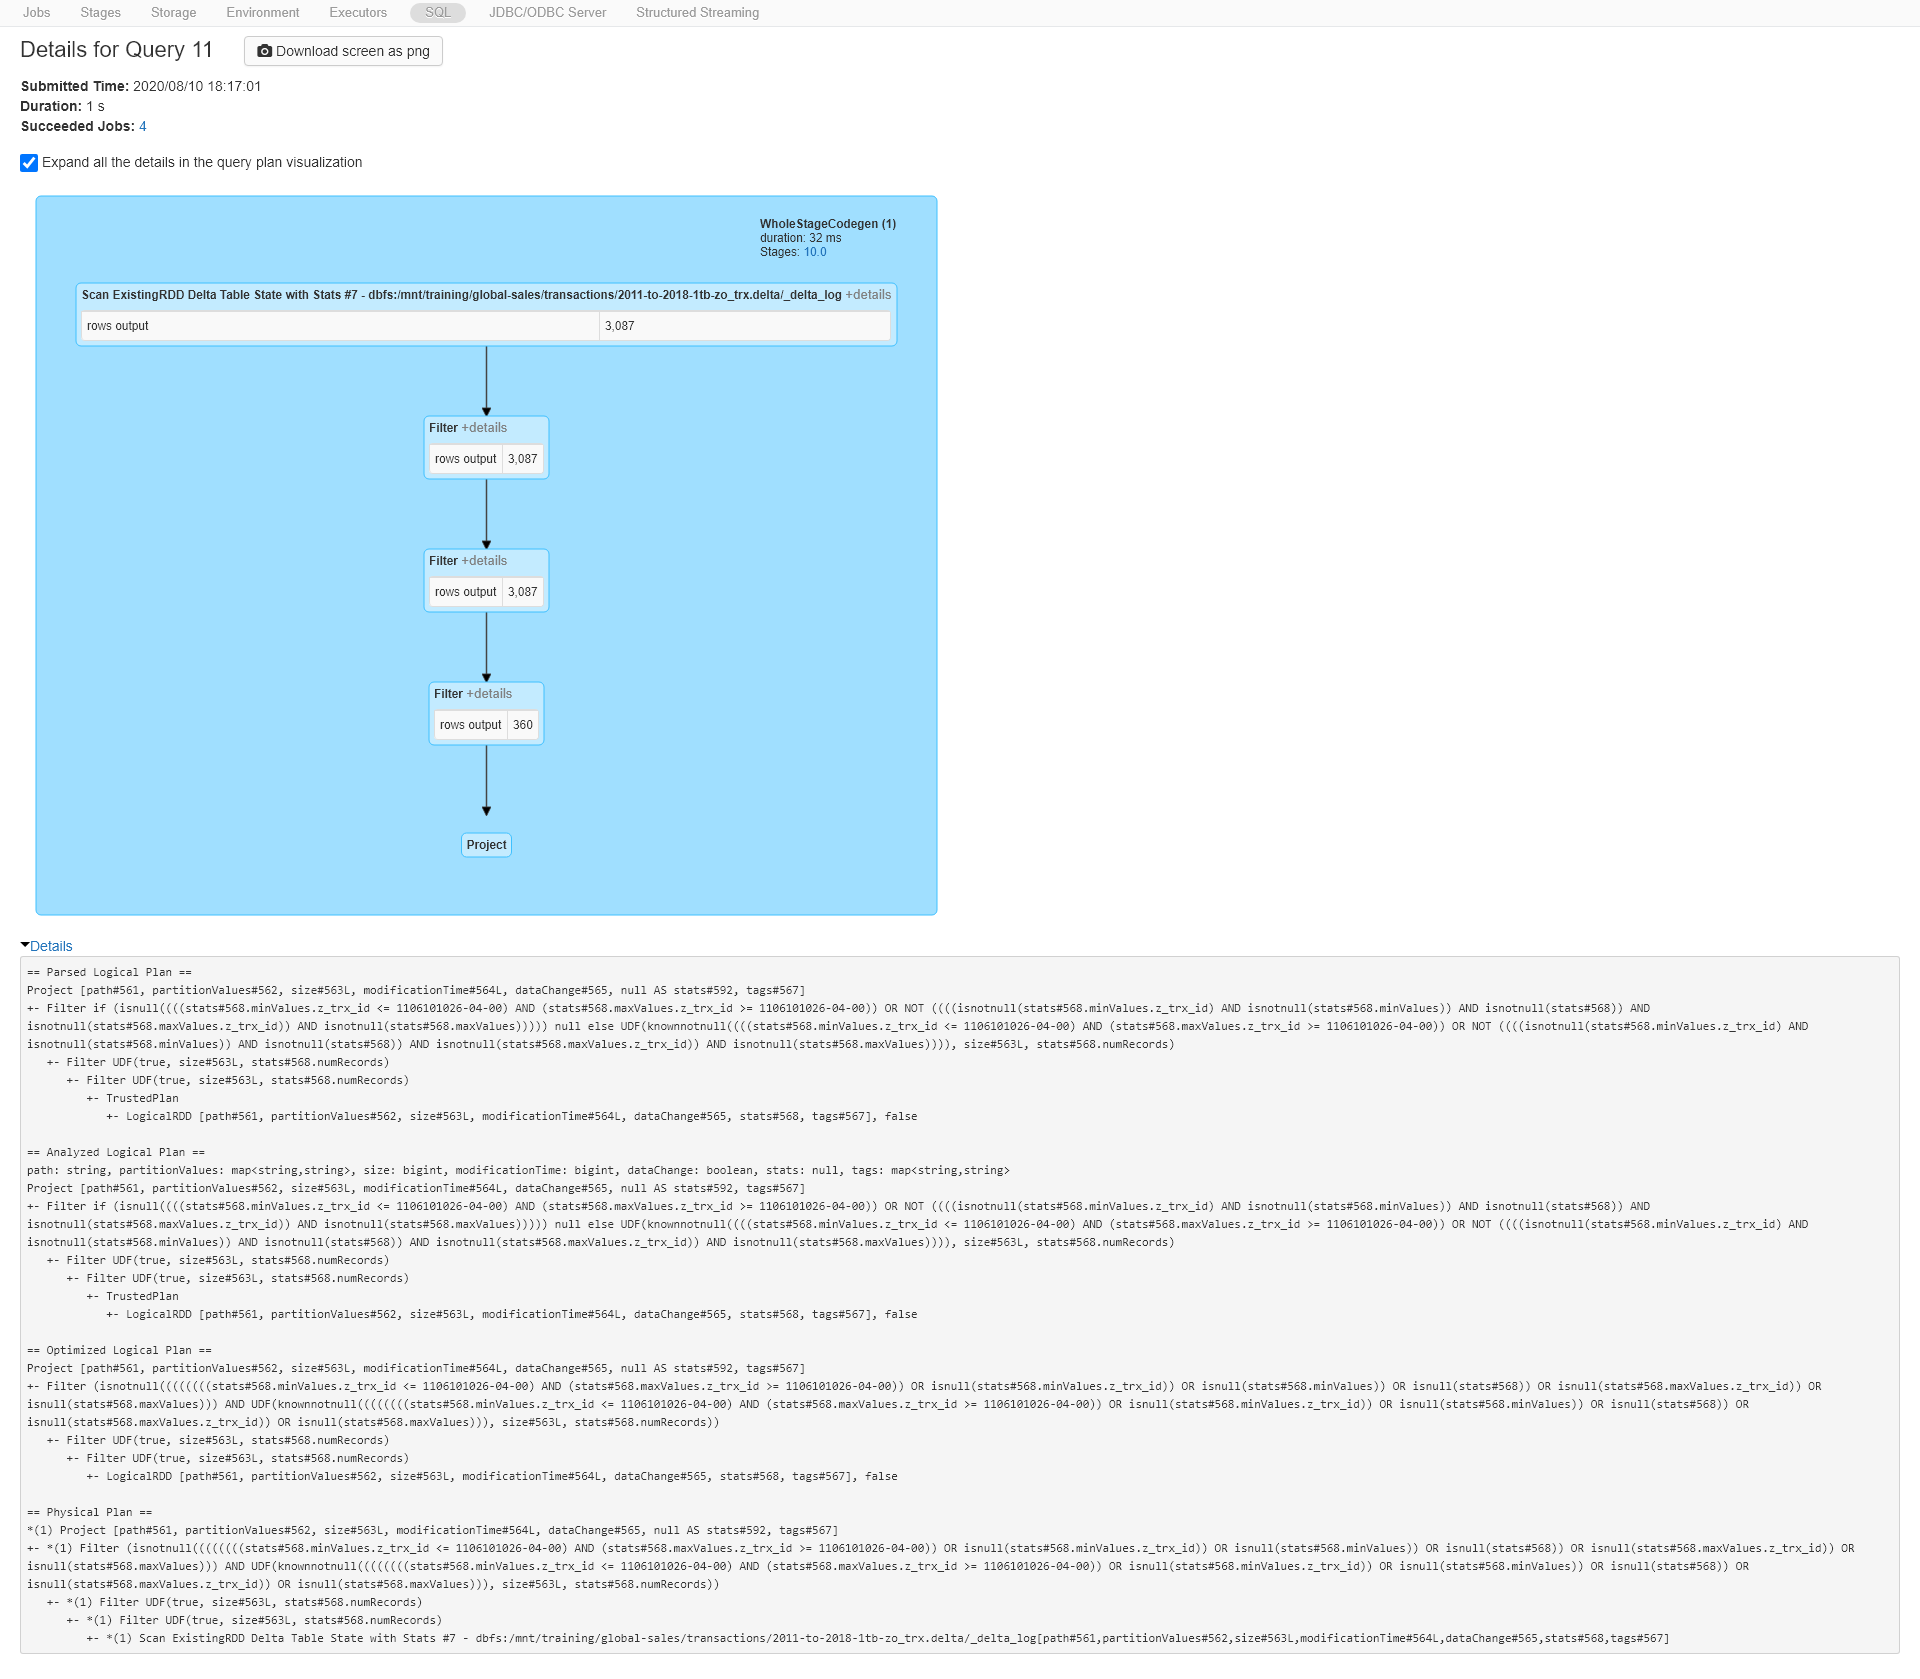 Jobs Stages Storage Environment Executors SQL JDBC/ODBC Server Structured Streaming
Details for Query 11 Download screen as png
Submitted Time: 2020/08/10 18:17:01
Duration: 1 s
Succeeded Jobs: 4
Expand all the details in the query plan visualization
WholeStageCodegen (1)
duration: 32 ms
Stages: 10.0
Scan ExistingRDD Delta Table State with Stats #7 - dbfs:/mnt/training/global-sales/transactions/2011-to-2018-1tb-zo_trx.delta/_delta_log +details
rows output 3,087
Filter +details
rows output 3,087
Filter +details
rows output 3,087
Filter +details
rows output 360
Project
Details
== Parsed Logical Plan ==
Project [path#561, partitionValues#562, size#563L, modificationTime#564L, dataChange#565, null AS stats#592, tags#567]
+- Filter if (isnull((((stats#568.minValues.z_trx_id <= 1106101026-04-00) AND (stats#568.maxValues.z_trx_id >= 1106101026-04-00)) OR NOT ((((isnotnull(stats#568.minValues.z_trx_id) AND isnotnull(stats#568.minValues)) AND isnotnull(stats#568)) AND
isnotnull(stats#568.maxValues.z_trx_id)) AND isnotnull(stats#568.maxValues))))) null else UDF(knownnotnull((((stats#568.minValues.z_trx_id <= 1106101026-04-00) AND (stats#568.maxValues.z_trx_id >= 1106101026-04-00)) OR NOT ((((isnotnull(stats#568.minValues.z_trx_id) AND
isnotnull(stats#568.minValues)) AND isnotnull(stats#568)) AND isnotnull(stats#568.maxValues.z_trx_id)) AND isnotnull(stats#568.maxValues)))), size#563L, stats#568.numRecords)
+- Filter UDF(true, size#563L, stats#568.numRecords)
+- Filter UDF(true, size#563L, stats#568.numRecords)
+- TrustedPlan
+- LogicalRDD [path#561, partitionValues#562, size#563L, modificationTime#564L, dataChange#565, stats#568, tags#567], false
== Analyzed Logical Plan ==
path: string, partitionValues: map<string,string>, size: bigint, modificationTime: bigint, dataChange: boolean, stats: null, tags: map<string,string>
Project [path#561, partitionValues#562, size#563L, modificationTime#564L, dataChange#565, null AS stats#592, tags#567]
+- Filter if (isnull((((stats#568.minValues.z_trx_id <= 1106101026-04-00) AND (stats#568.maxValues.z_trx_id >= 1106101026-04-00)) OR NOT ((((isnotnull(stats#568.minValues.z_trx_id) AND isnotnull(stats#568.minValues)) AND isnotnull(stats#568)) AND
isnotnull(stats#568.maxValues.z_trx_id)) AND isnotnull(stats#568.maxValues))))) null else UDF(knownnotnull((((stats#568.minValues.z_trx_id <= 1106101026-04-00) AND (stats#568.maxValues.z_trx_id >= 1106101026-04-00)) OR NOT ((((isnotnull(stats#568.minValues.z_trx_id) AND
isnotnull(stats#568.minValues)) AND isnotnull(stats#568)) AND isnotnull(stats#568.maxValues.z_trx_id)) AND isnotnull(stats#568.maxValues)))), size#563L, stats#568.numRecords)
+- Filter UDF(true, size#563L, stats#568.numRecords)
+- Filter UDF(true, size#563L, stats#568.numRecords)
+- TrustedPlan
+- LogicalRDD [path#561, partitionValues#562, size#563L, modificationTime#564L, dataChange#565, stats#568, tags#567], false
== Optimized Logical Plan ==
Project [path#561, partitionValues#562, size#563L, modificationTime#564L, dataChange#565, null AS stats#592, tags#567]
+- Filter (isnotnull((((((((stats#568.minValues.z_trx_id <= 1106101026-04-00) AND (stats#568.maxValues.z_trx_id >= 1106101026-04-00)) OR isnull(stats#568.minValues.z_trx_id)) OR isnull(stats#568.minValues)) OR isnull(stats#568)) OR isnull(stats#568.maxValues.z_trx_id)) OR
isnull(stats#568.maxValues))) AND UDF(knownnotnull((((((((stats#568.minValues.z_trx_id <= 1106101026-04-00) AND (stats#568.maxValues.z_trx_id >= 1106101026-04-00)) OR isnull(stats#568.minValues.z_trx_id)) OR isnull(stats#568.minValues)) OR isnull(stats#568)) OR
isnull(stats#568.maxValues.z_trx_id)) OR isnull(stats#568.maxValues))), size#563L, stats#568.numRecords))
+- Filter UDF(true, size#563L, stats#568.numRecords)
+- Filter UDF(true, size#563L, stats#568.numRecords)
+- LogicalRDD [path#561, partitionValues#562, size#563L, modificationTime#564L, dataChange#565, stats#568, tags#567], false
== Physical Plan ==
*(1) Project [path#561, partitionValues#562, size#563L, modificationTime#564L, dataChange#565, null AS stats#592, tags#567]
+- *(1) Filter (isnotnull((((((((stats#568.minValues.z_trx_id <= 1106101026-04-00) AND (stats#568.maxValues.z_trx_id >= 1106101026-04-00)) OR isnull(stats#568.minValues.z_trx_id)) OR isnull(stats#568.minValues)) OR isnull(stats#568)) OR isnull(stats#568.maxValues.z_trx_id)) OR
isnull(stats#568.maxValues))) AND UDF(knownnotnull((((((((stats#568.minValues.z_trx_id <= 1106101026-04-00) AND (stats#568.maxValues.z_trx_id >= 1106101026-04-00)) OR isnull(stats#568.minValues.z_trx_id)) OR isnull(stats#568.minValues)) OR isnull(stats#568)) OR
isnull(stats#568.maxValues.z_trx_id)) OR isnull(stats#568.maxValues))), size#563L, stats#568.numRecords))
+- *(1) Filter UDF(true, size#563L, stats#568.numRecords)
+- *(1) Filter UDF(true, size#563L, stats#568.numRecords)
+- *(1) Scan ExistingRDD Delta Table State with Stats #7 - dbfs:/mnt/training/global-sales/transactions/2011-to-2018-1tb-zo_trx.delta/_delta_log[path#561,partitionValues#562,size#563L,modificationTime#564L,dataChange#565,stats#568,tags#567]